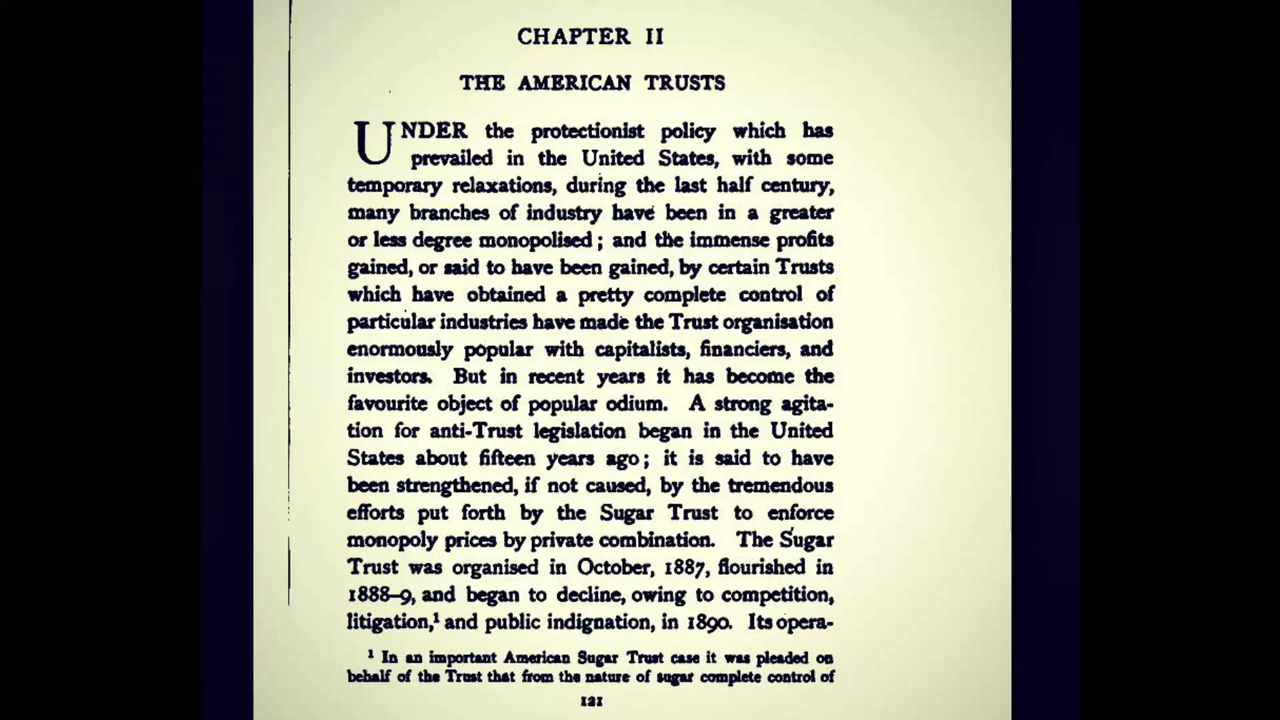 CHAPTER II
THE AMERICAN TRUSTS
UNDER the protectionist policy which has
prevailed in the United States, with some
temporary relaxations, during the last half century,
many branches of industry have been in a greater
or less degree monopolised; and the immense profits
gained, or said to have been gained, by certain Trusts
which have obtained a pretty complete control of
particular industries have made the Trust organisation
enormously popular with capitalists, financiers, and
investors. But in recent years it has become the
favourite object of popular odium. A strong agita-
tion for anti-Trust legislation began in the United
States about fifteen years ago; it is said to have
been strengthened, if not caused, by the tremendous
efforts put forth by the Sugar Trust to enforce
monopoly prices by private combination. The Sugar
Trust was organised in October, 1887, flourished in
1888–9, and began to decline, owing to competition,
litigation,¹ and public indignation, in 1890. Its opera-
¹ In an important American Sugar Trust case it was pleaded on
behalf of the Trust that from the nature of sugar complete control of
121